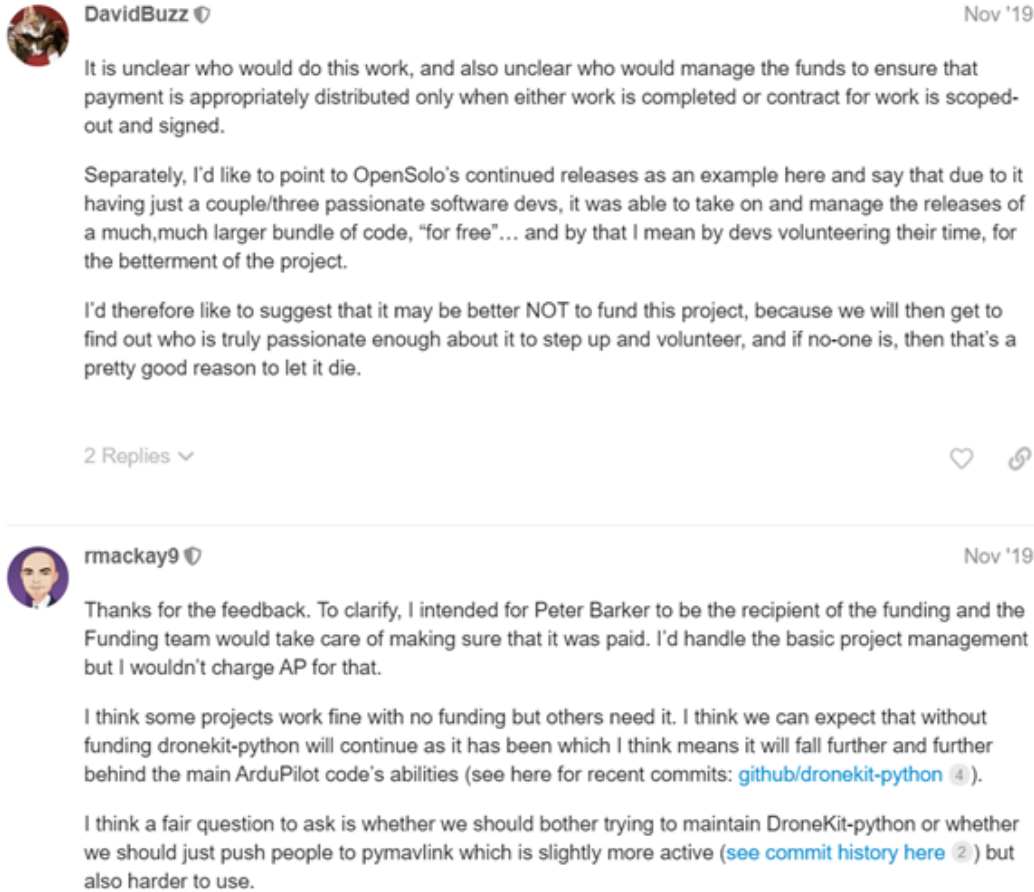 DavidBuzz
Nov '19
It is unclear who would do this work, and also unclear who would manage the funds to ensure that
payment is appropriately distributed only when either work is completed or contract for work is scoped-
out and signed.
Separately, I'd like to point to OpenSolo's continued releases as an example here and say that due to it
having just a couple/three passionate software devs, it was able to take on and manage the releases of
a much,much larger bundle of code, “for free”… and by that I mean by devs volunteering their time, for
the betterment of the project.
I'd therefore like to suggest that it may be better NOT to fund this project, because we will then get to
find out who is truly passionate enough about it to step up and volunteer, and if no-one is, then that's a
pretty good reason to let it die.
2 Replies
rmackay9
Nov '19
Thanks for the feedback. To clarify, I intended for Peter Barker to be the recipient of the funding and the
Funding team would take care of making sure that it was paid. I'd handle the basic project management
but I wouldn't charge AP for that.
I think some projects work fine with no funding but others need it. I think we can expect that without
funding dronekit-python will continue as it has been which I think means it will fall further and further
behind the main ArduPilot code's abilities (see here for recent commits: github/dronekit-python 4 ).
I think a fair question to ask is whether we should bother trying to maintain DroneKit-python or whether
we should just push people to pymavlink which is slightly more active (see commit history here 2 ) but
also harder to use.